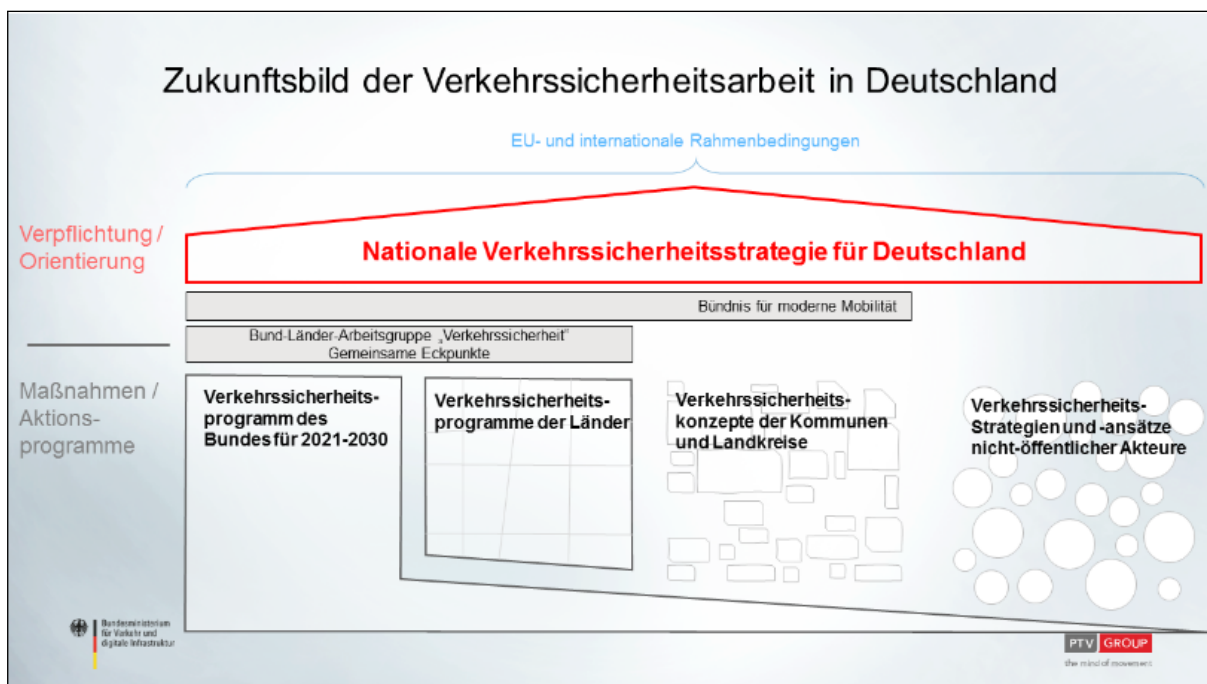 Zukunftsbild der Verkehrssicherheitsarbeit in Deutschland
EU- und internationale Rahmenbedingungen
Verpflichtung /
Orientierung
Nationale Verkehrssicherheitsstrategie für Deutschland
Bündnis für moderne Mobilität
Bund-Länder-Arbeitsgruppe „Verkehrssicherheit"
Gemeinsame Eckpunkte
Maßnahmen /
Aktions-
programme
Verkehrssicherheits-
programm des
Bundes für 2021-2030
Verkehrssicherheits-
programme der Länder
Verkehrssicherheits-
konzepte der Kommunen
und Landkreise
Verkehrssicherheits-
Strategien und -ansätze
nicht-öffentlicher Akteure
Bundesministerium
für Verkehr und
digitale Infrastruktur
PTV GROUP
the mind of movement